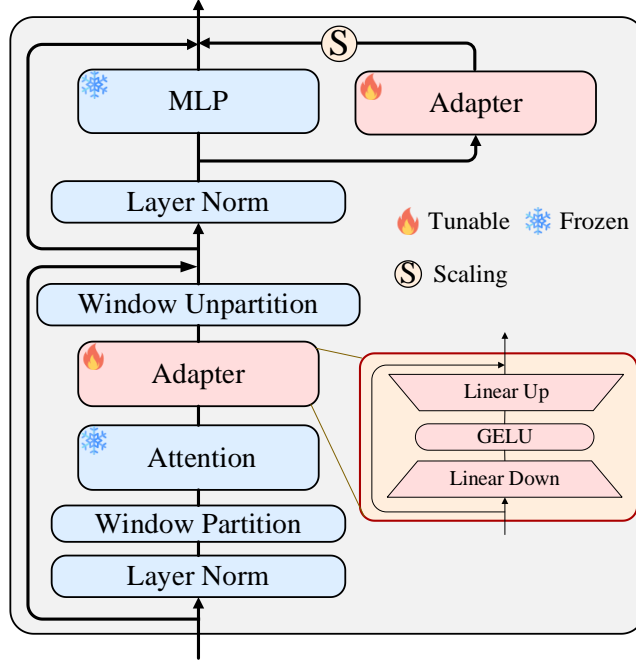 S
MLP
Adapter
Layer Norm
Tunable
Frozen
S
Scaling
Window Unpartition
Adapter
Linear Up
GELU
Attention
Linear Down
Window Partition
Layer Norm